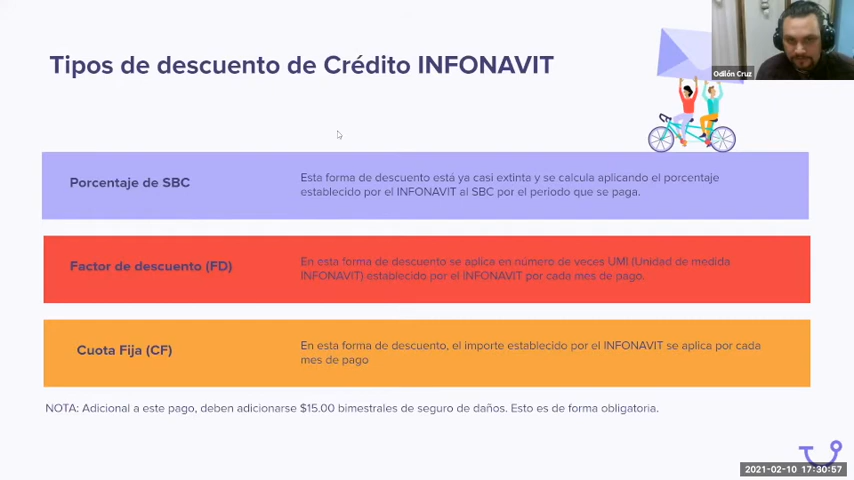 Tipos de descuento de Crédito INFONAVIT
Odilón Cruz
Porcentaje de SBC
Esta forma de descuento está ya casi extinta y se calcula aplicando el porcentaje
establecido por el INFONAVIT al SBC por el periodo que se paga.
Factor de descuento (FD)
En esta forma de descuento se aplica en número de veces UMI (Unidad de medida
INFONAVIT) establecido por el INFONAVIT por cada mes de pago.
Cuota Fija (CF)
En esta forma de descuento, el importe establecido por el INFONAVIT se aplica por cada
mes de pago
NOTA: Adicional a este pago, deben adicionarse $15.00 bimestrales de seguro de daños. Esto es de forma obligatoria.
2021-02-10 17:30:57